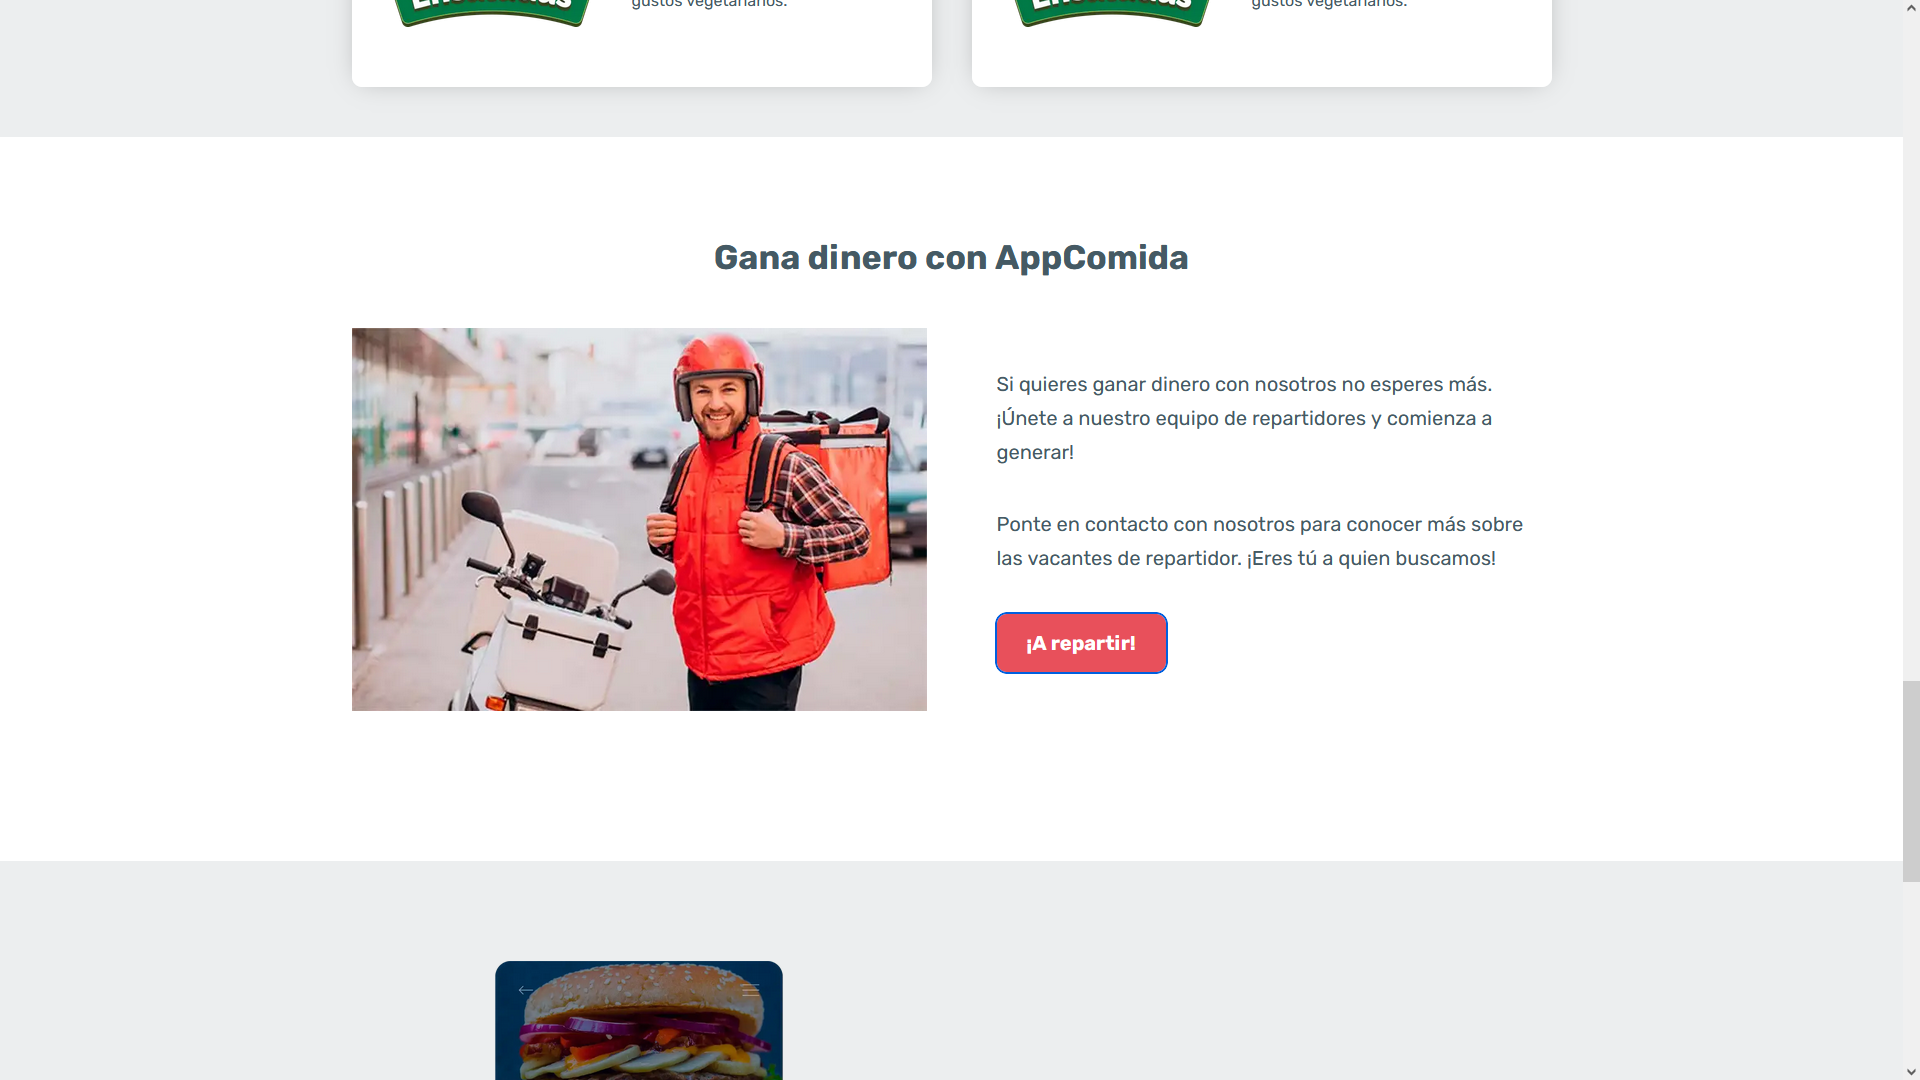 gustos vegetarianos.
gustos vegetarianos.
Gana dinero con AppComida
Si quieres ganar dinero con nosotros no esperes más.
¡Únete a nuestro equipo de repartidores y comienza a
generar!
Ponte en contacto con nosotros para conocer más sobre
las vacantes de repartidor. ¡Eres tú a quien buscamos!
¡A repartir!